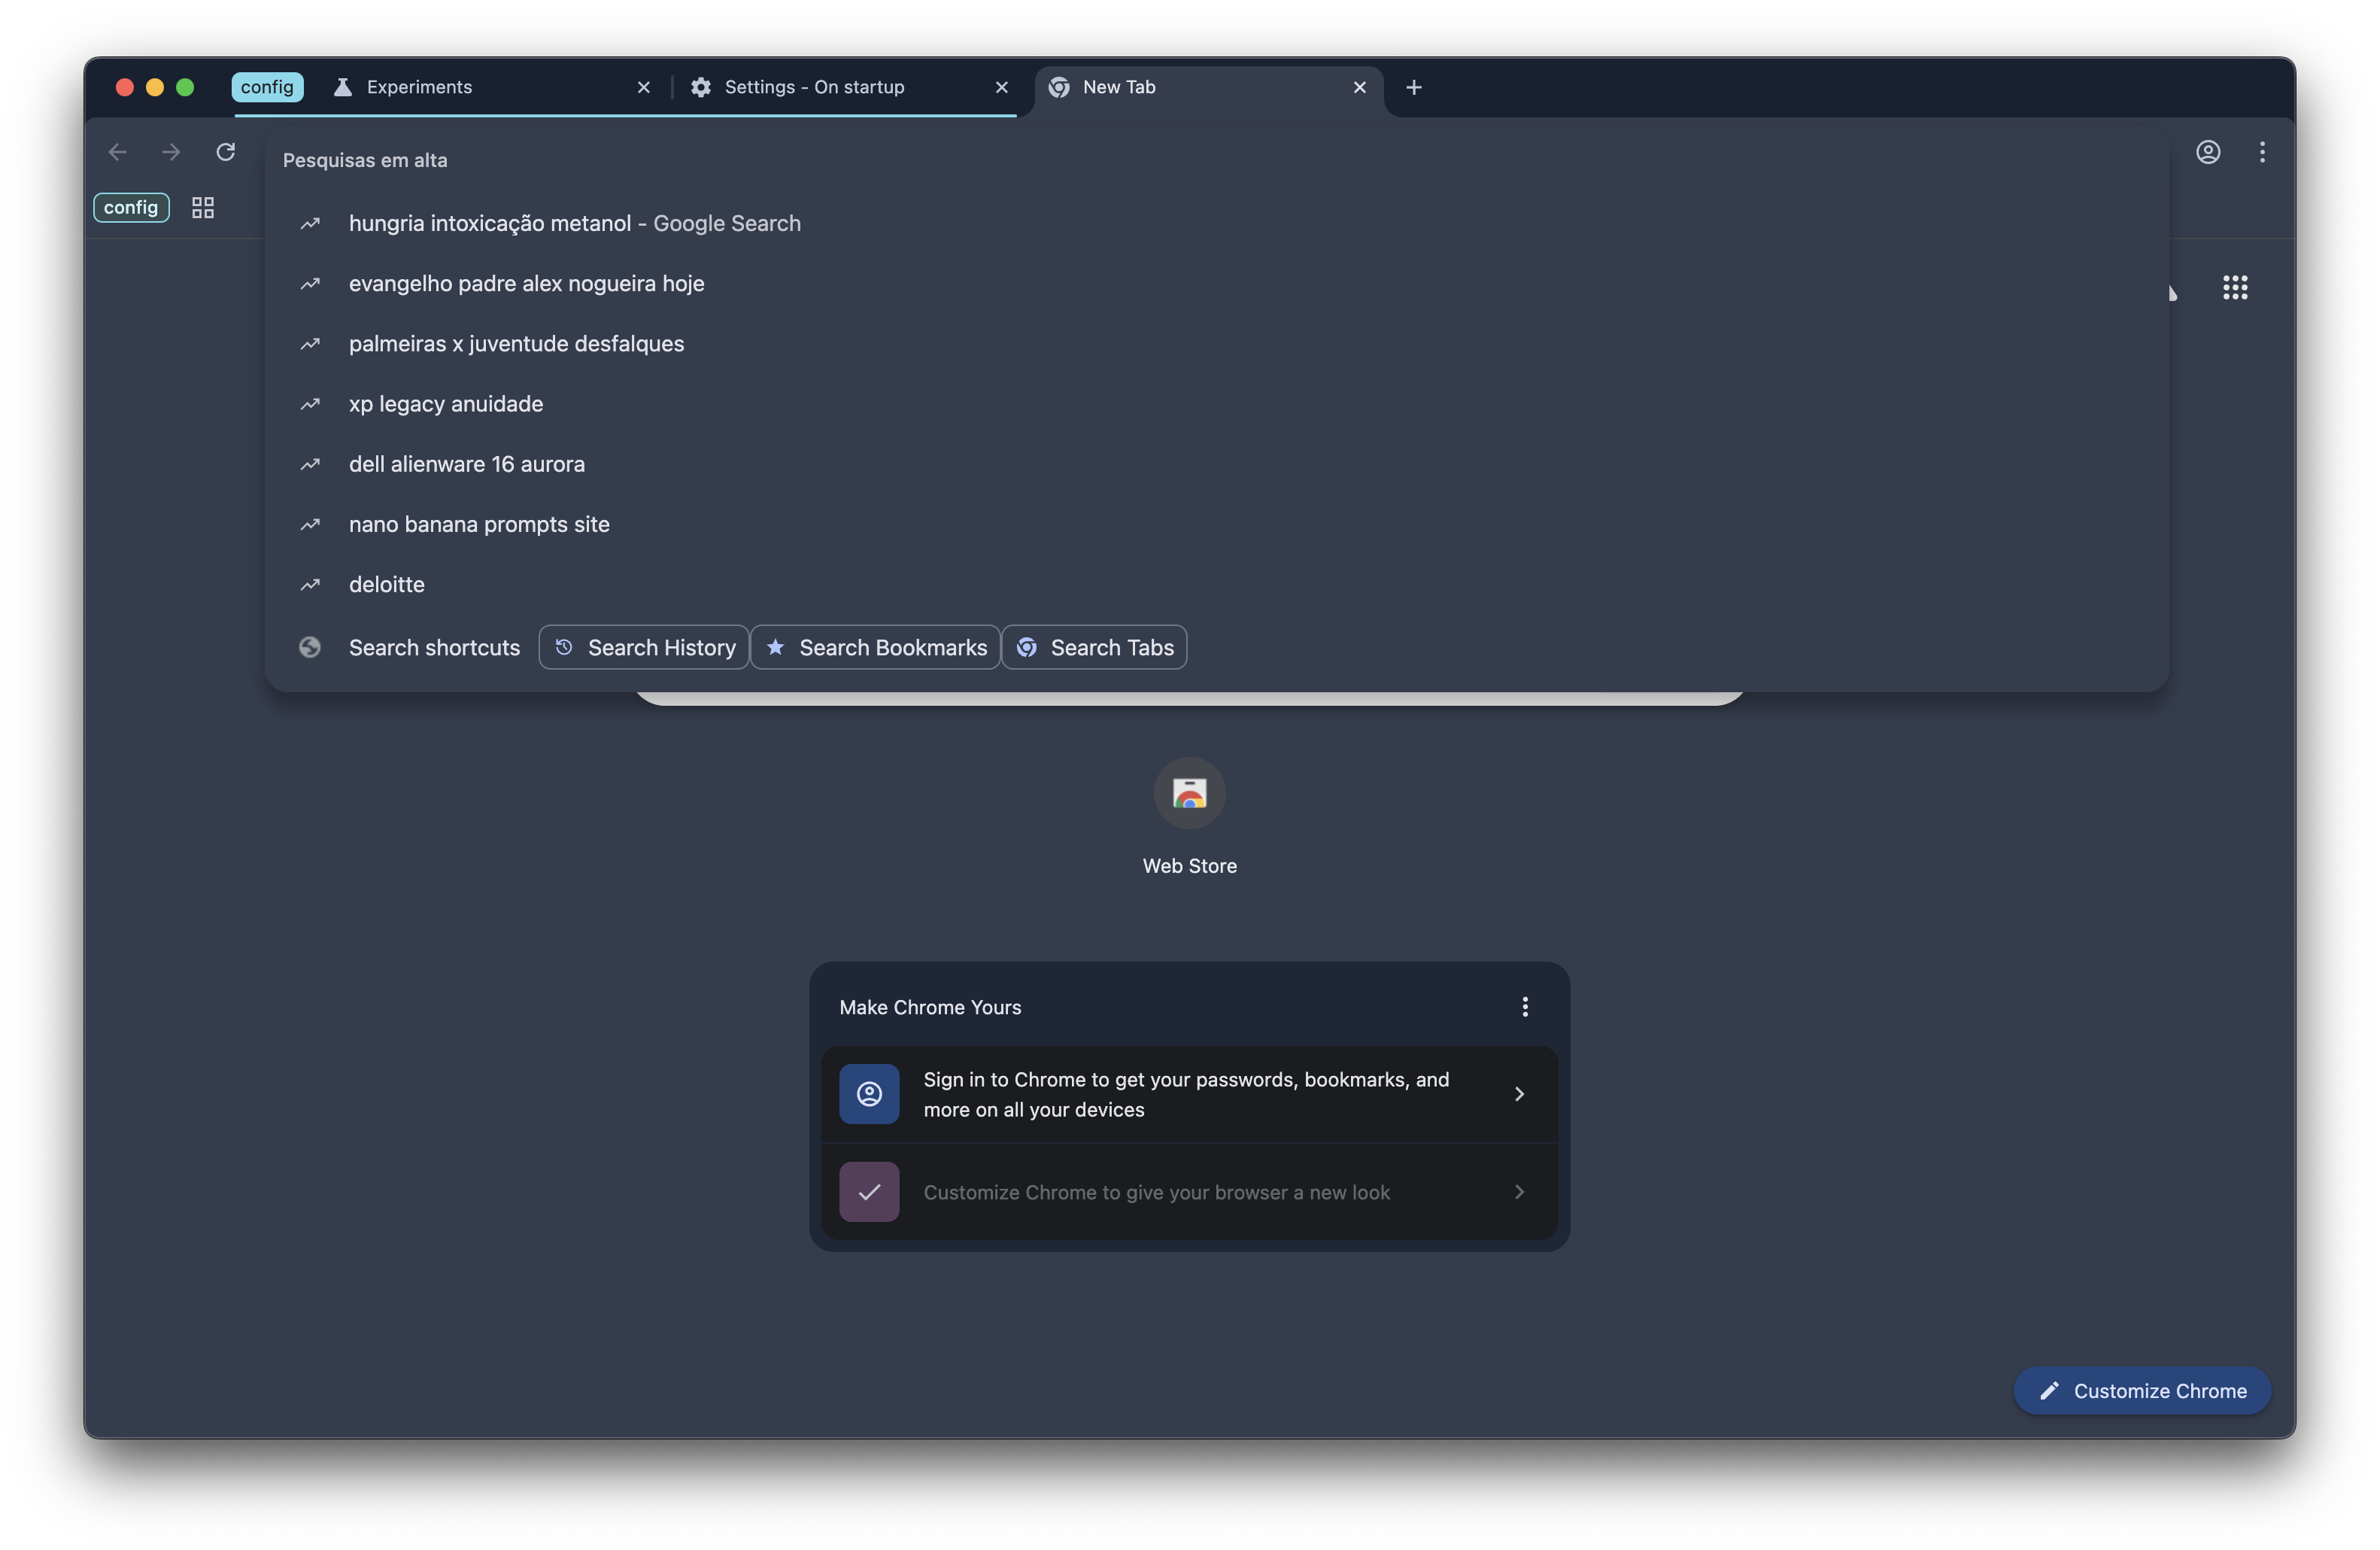 config
Experiments
Settings - On startup
New Tab
Pesquisas em alta
config
hungria intoxicação metanol - Google Search
evangelho padre alex nogueira hoje
palmeiras x juventude desfalques
xp legacy anuidade
dell alienware 16 aurora
nano banana prompts site
deloitte
Search shortcuts Search History Search Bookmarks Search Tabs
Web Store
Make Chrome Yours
Sign in to Chrome to get your passwords, bookmarks, and
more on all your devices
Customize Chrome to give your browser a new look
Customize Chrome